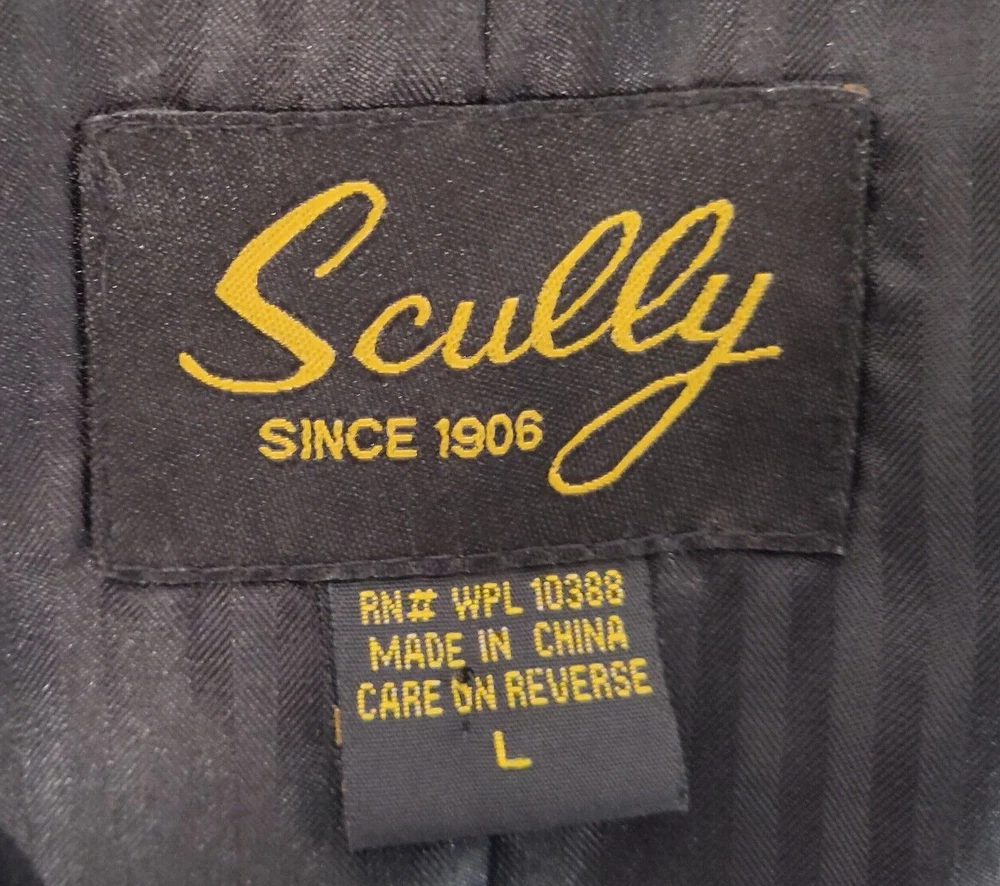 Scully
SINCE 1906
RN# WPL 10388
MADE IN CHINA
CARE ON REVERSE
L